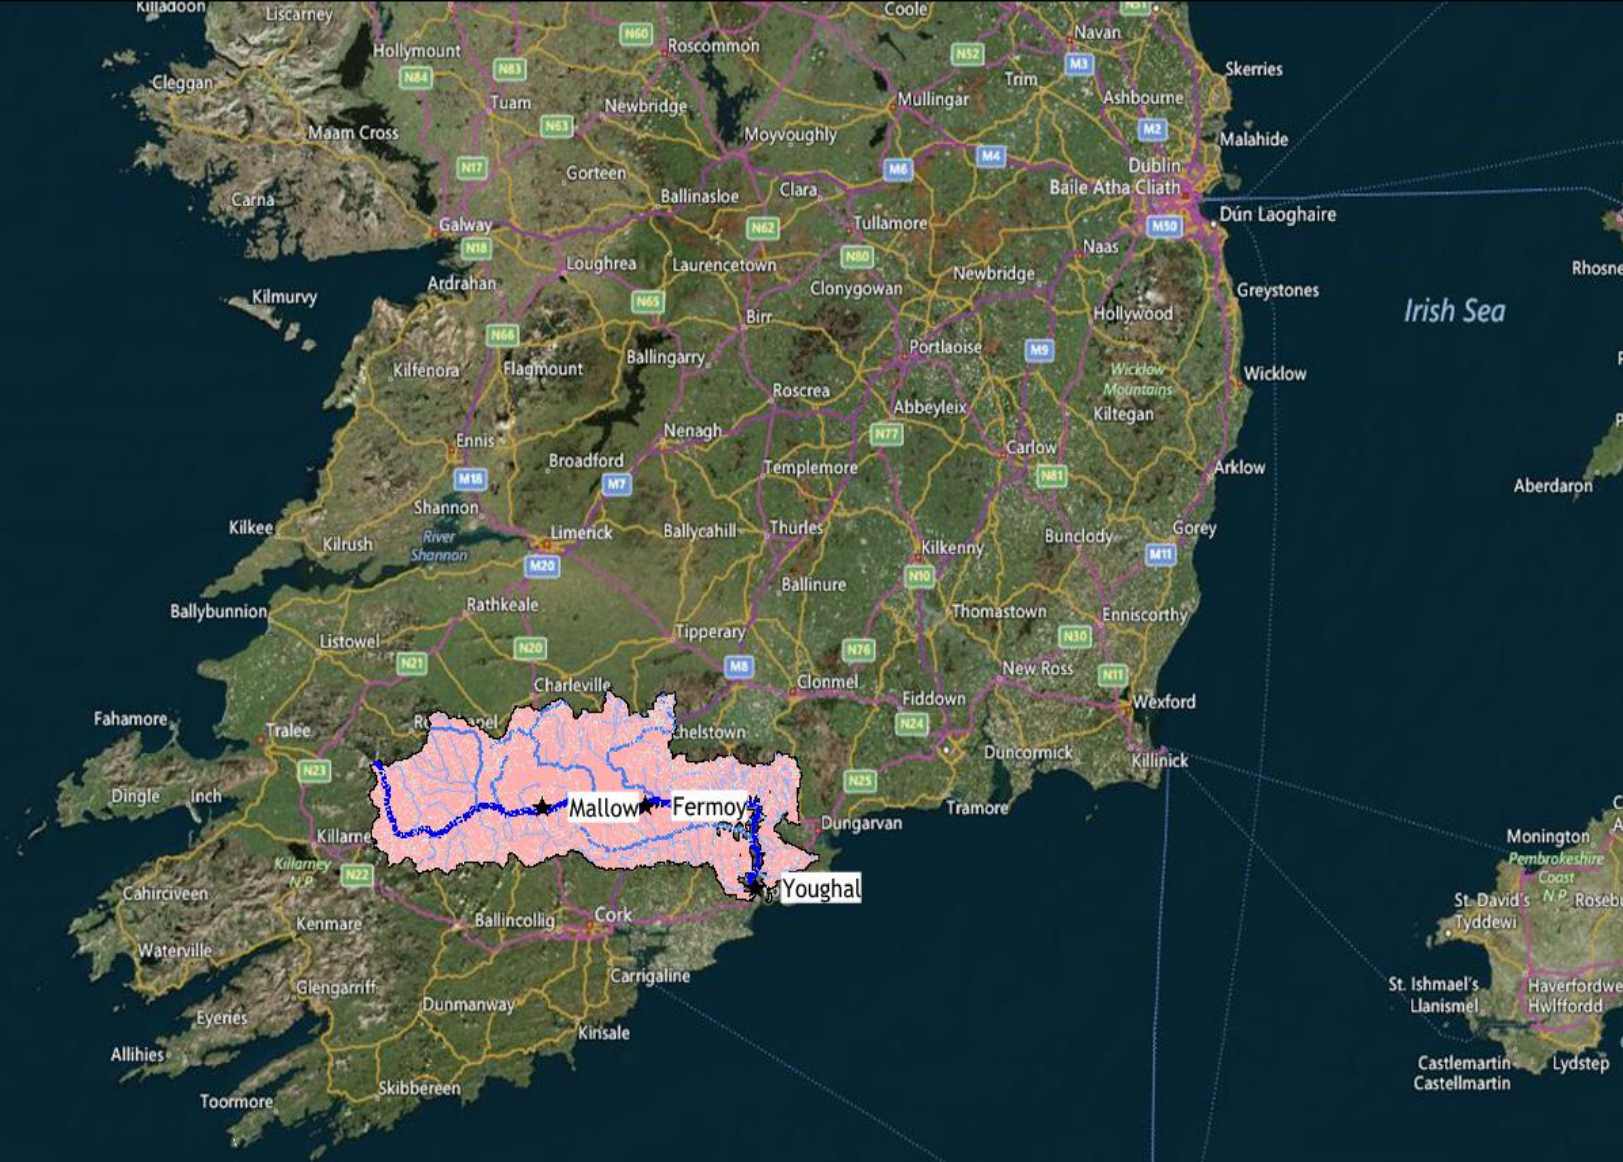 Killadoon
Liscarney
Coole
N51
Hollymount
N60
Roscommon
N52
Navan
Cleggan
N84
N83
M3
Skerries
Tuam
Newbridge
Mullingar
Trim
Ashbourne
Maam Cross
N63
Moyvoughly
M2
Malahide
N17
Gorteen
M6
M4
Dublin
Baile Atha Cliath
Carna
Ballinasloe
Clara
Dún Laoghaire
Galway
N62
Tullamore
M50
N18
Naas
Loughrea
Laurencetown
N80
Newbridge
Rhosne
Ardrahan
Clonygowan
Greystones
Kilmurvy
N65
Birr
Hollywood
Irish Sea
N66
Portlaoise
M9
Kilfenora
Flagmount
Ballingarry
Wicklow
Mountains
Wicklow
Roscrea
Abbeyleix
Kiltegan
Ennis
Nenagh
N77
Carlow
Broadford
Templemore
N81
Arklow
M18
M7
Aberdaron
Shannon
Kilkee
Kilrush
River
Shannon
Limerick
Ballycahill
Thurles
Kilkenny
Bunclody
Gorey
M20
N10
M11
Ballinure
Ballybunnion
Rathkeale
Thomastown
Enniscorthy
Listowel
N21
N20
Tipperary
N76
N30
M8
New Ross
N11
Charleville
Clonmel
Fiddown
Wexford
Fahamore
Tralee
chelstown
N24
Duncormick
Killinick
N23
N25
Dingle
Inch
Mallow
Fermoy
Tramore
Killarne
Dungarvan
Monington
Killarney
N.P.
N22
Pembrokeshire
Coast
N.P.
Cahirciveen
Youghal
St. David's
Tyddewi
Rosebu
Kenmare
Ballincollig
Cork
Waterville
Carrigaline
St. Ishmael's
Llanismel
Haverfordwe
Hwlffordd
Glengarriff
Dunmanway
Eyeries
Kinsale
Allihies
Castlemartin
Castellmartin
Lydstep
Skibbereen
Toormore